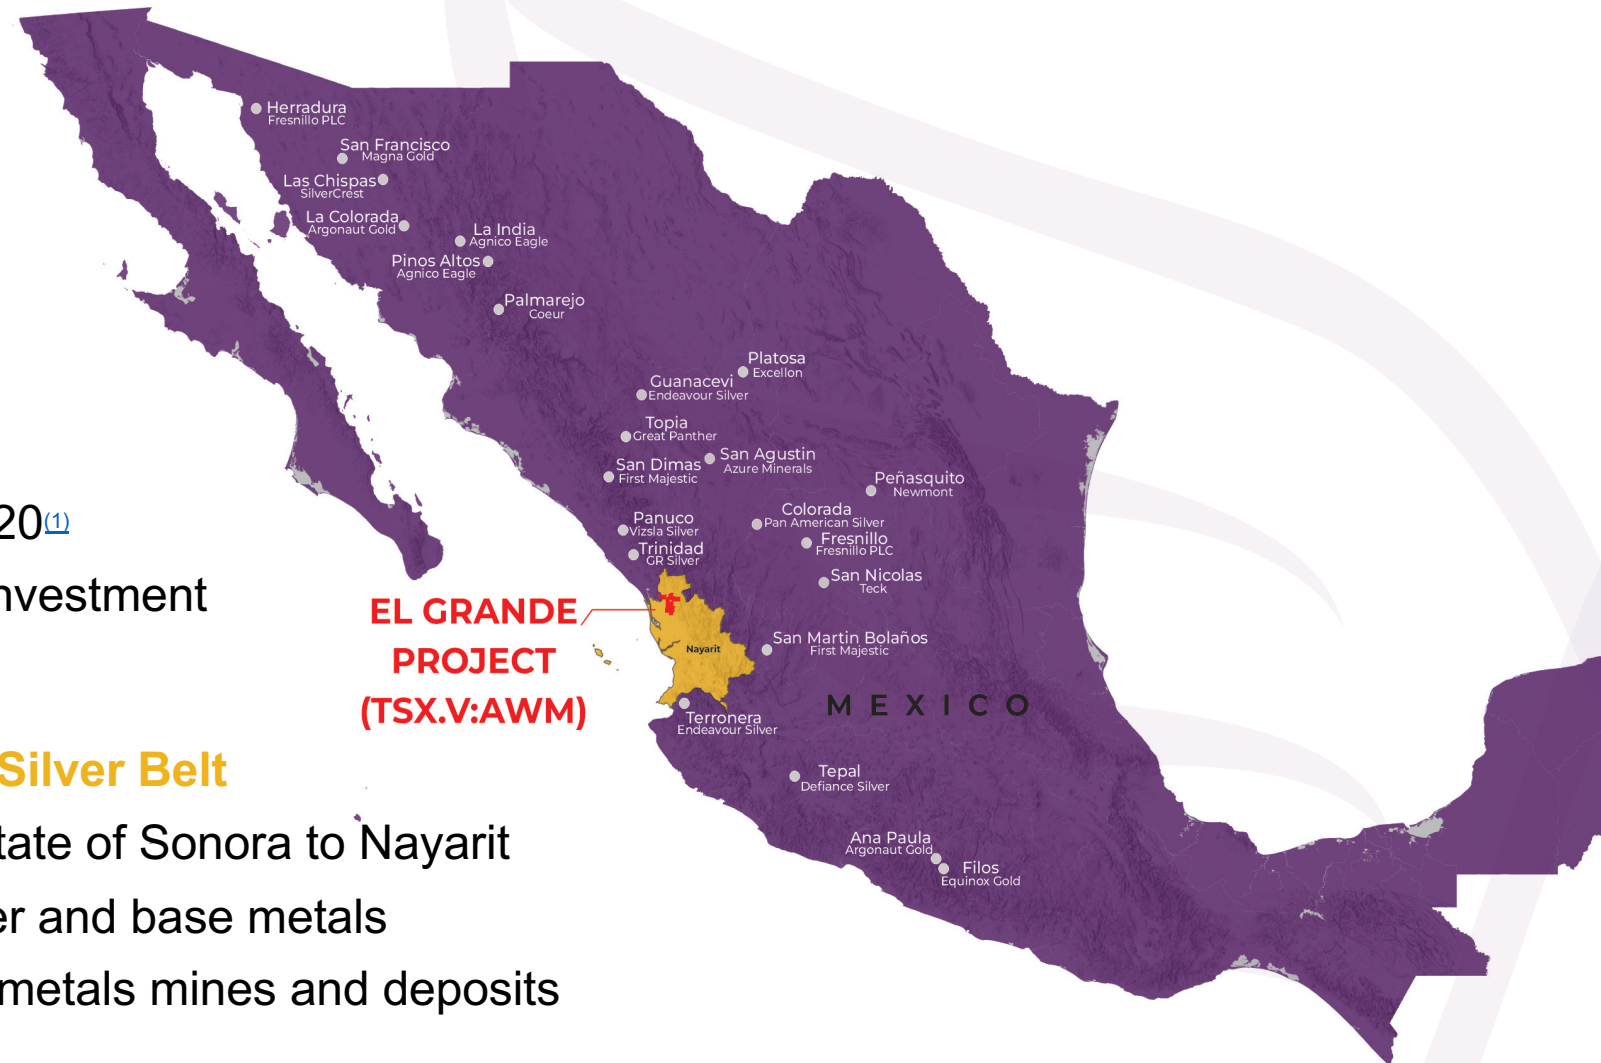 Herradura
Fresnillo PLC
San Francisco
Magna Gold
Las Chispas
SilverCrest
La Colorada
Argonaut Gold
La India
Agnico Eagle
Pinos Altos
Agnico Eagle
Palmarejo
Coeur
Platosa
Excellon
Guanacevi
Endeavour Silver
Topia
Great Panther
San Agustin
Azure Minerals
San Dimas
First Majestic
Peñasquito
Newmont
Colorada
Pan American Silver
Panuco
Vizsla Silver
Fresnillo
Fresnillo PLC
Trinidad
GR Silver
San Nicolas
Teck
20(1)
nvestment
EL GRANDE
PROJECT
(TSX.V:AWM)
Nayarit
San Martin Bolaños
First Majestic
MEXICO
Terronera
Endeavour Silver
Tepal
Defiance Silver
Ana Paula
Argonaut Gold
Filos
Equinox Gold
Silver Belt
tate of Sonora to Nayarit
er and base metals
metals mines and deposits